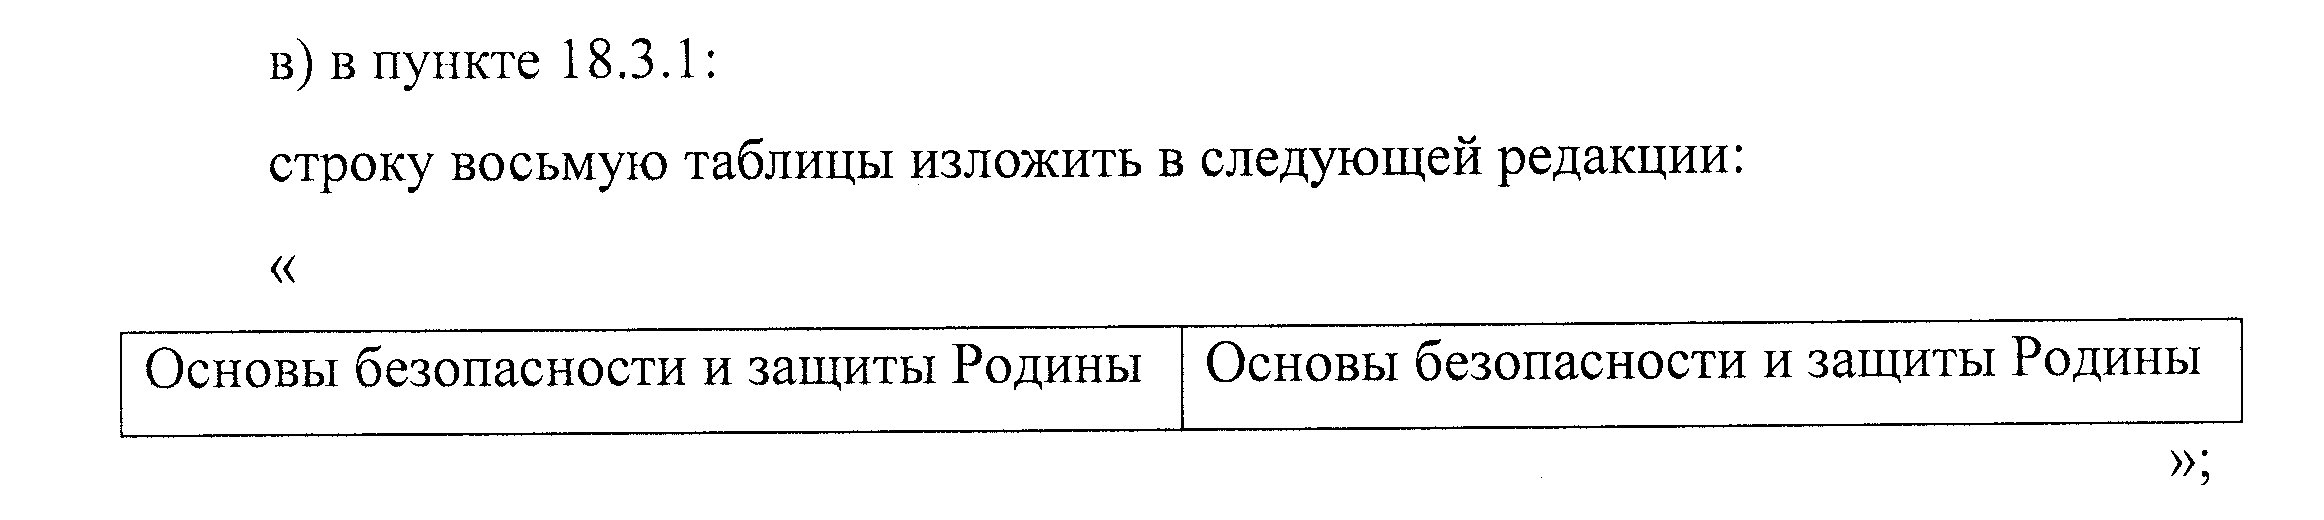 в) в пункте 18.3.1:
строку восьмую таблицы изложить в следующей редакции:
«
Основы безопасности и защиты Родины Основы безопасности и защиты Родины
»;